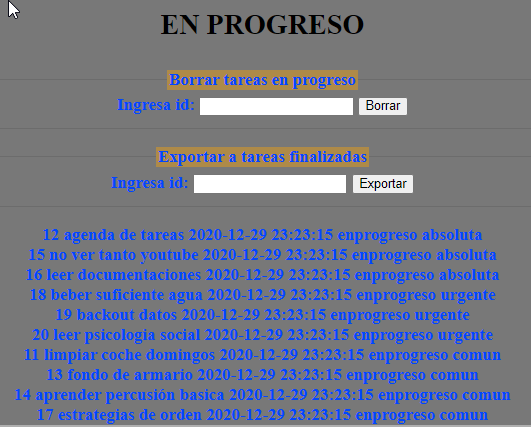 EN PROGRESO
Borrar tareas en progreso
Ingresa id: Borrar
Exportar a tareas finalizadas
Ingresa id: Exportar
12 agenda de tareas 2020-12-29 23:23:15 enprogreso absoluta
15 no ver tanto youtube 2020-12-29 23:23:15 enprogreso absoluta
16 leer documentaciones 2020-12-29 23:23:15 enprogreso absoluta
18 beber suficiente agua 2020-12-29 23:23:15 enprogreso urgente
19 backout datos 2020-12-29 23:23:15 enprogreso urgente
20 leer psicologia social 2020-12-29 23:23:15 enprogreso urgente
11 limpiar coche domingos 2020-12-29 23:23:15 enprogreso comun
13 fondo de armario 2020-12-29 23:23:15 enprogreso comun
14 aprender percusión basica 2020-12-29 23:23:15 enprogreso comun
17 estrategias de orden 2020-12-29 23:23:15 enprogreso comun